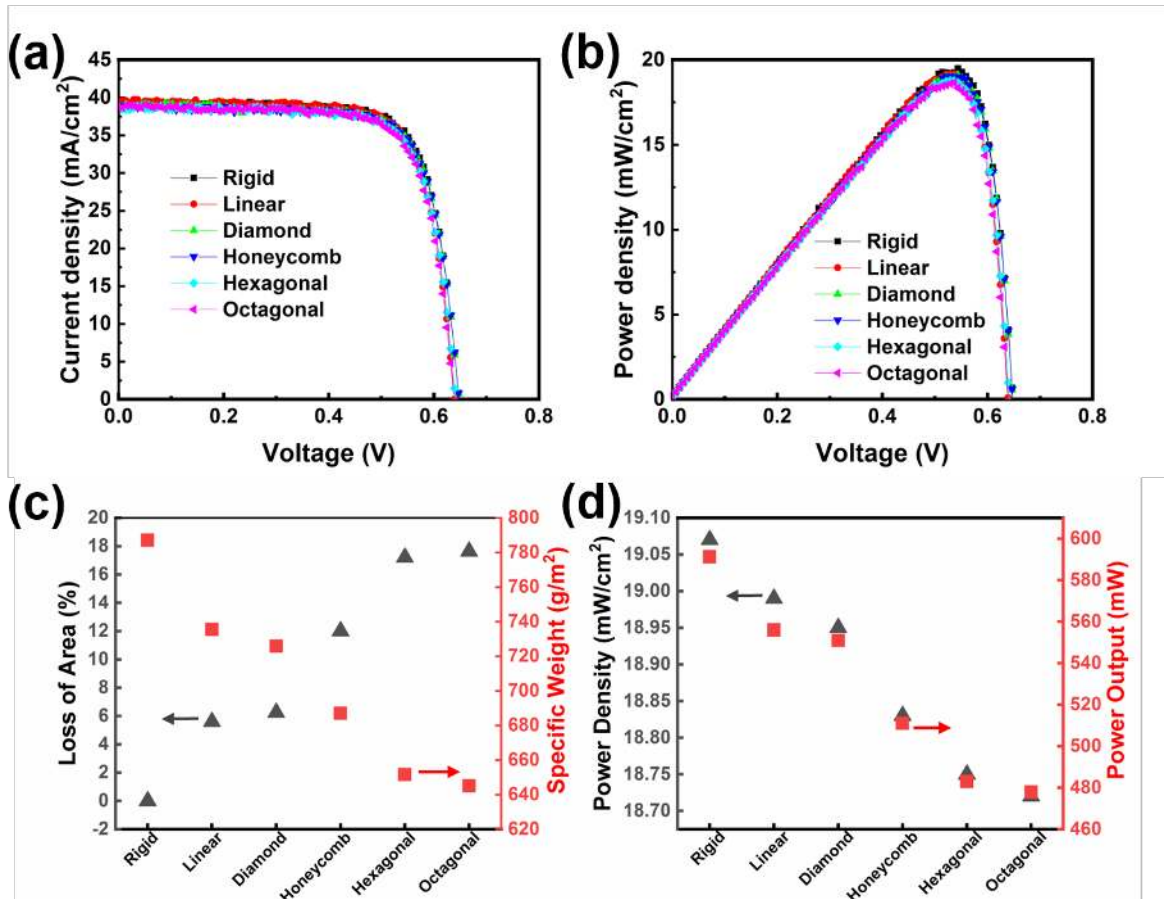 (a)
45
40
35
30
25
20
15
10
5
0
Current density (mA/cm²)
Rigid
Linear
Diamond
Honeycomb
Hexagonal
Octagonal
0.0 0.2 0.4 0.6 0.8
Voltage (V)
(b)
20
15
10
5
0
Power density (mW/cm²)
Rigid
Linear
Diamond
Honeycomb
Hexagonal
Octagonal
0.0 0.2 0.4 0.6 0.8
Voltage (V)
(c)
20
18
16
14
12
10
8
6
4
2
0
-2
Loss of Area (%)
800
780
760
740
720
700
680
660
640
620
Specific Weight (g/m²)
Rigid Linear Diamond Honeycomb Hexagonal Octagonal
(d)
19.10
19.05
19.00
18.95
18.90
18.85
18.80
18.75
18.70
Power Density (mW/cm²)
600
580
560
540
520
500
480
460
Power Output (mW)
Rigid Linear Diamond Honeycomb Hexagonal Octagonal